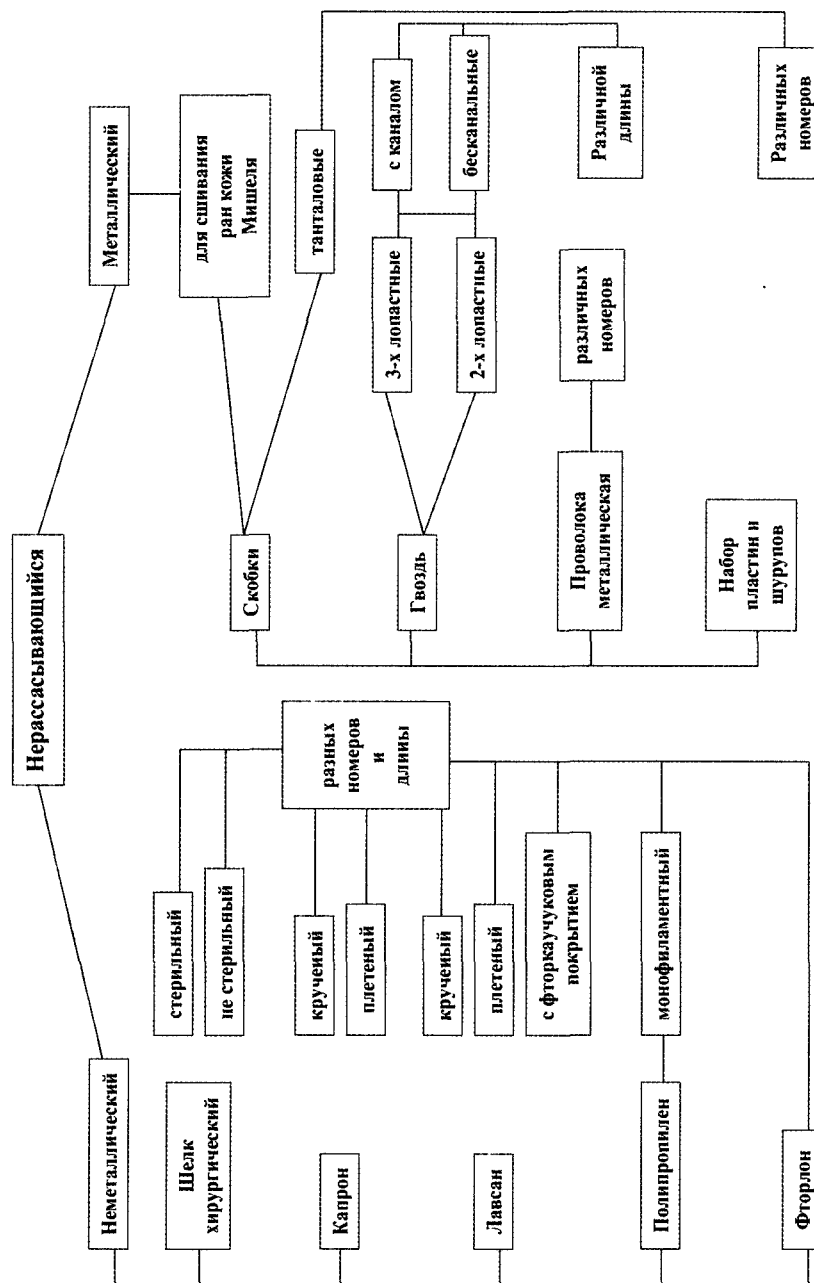 Нерассасывающийся
Неметаллический
Металлический
Шелк
хирургический
стерильный
не стерильный
Капрон
крученый
плетеный
разных
номеров
и
длины
Лавсан
крученый
плетеный
с фторкаучуковым
покрытием
Полипропилен
монофиламентный
Фторлон
Скобки
для сшивания
ран кожи
Мишеля
танталовые
Гвоздь
3-х лопастные
2-х лопастные
с каналом
бесканальные
Различной
длины
Проволока
металлическая
различных
номеров
Набор
пластин и
шурупов
Различных
номеров